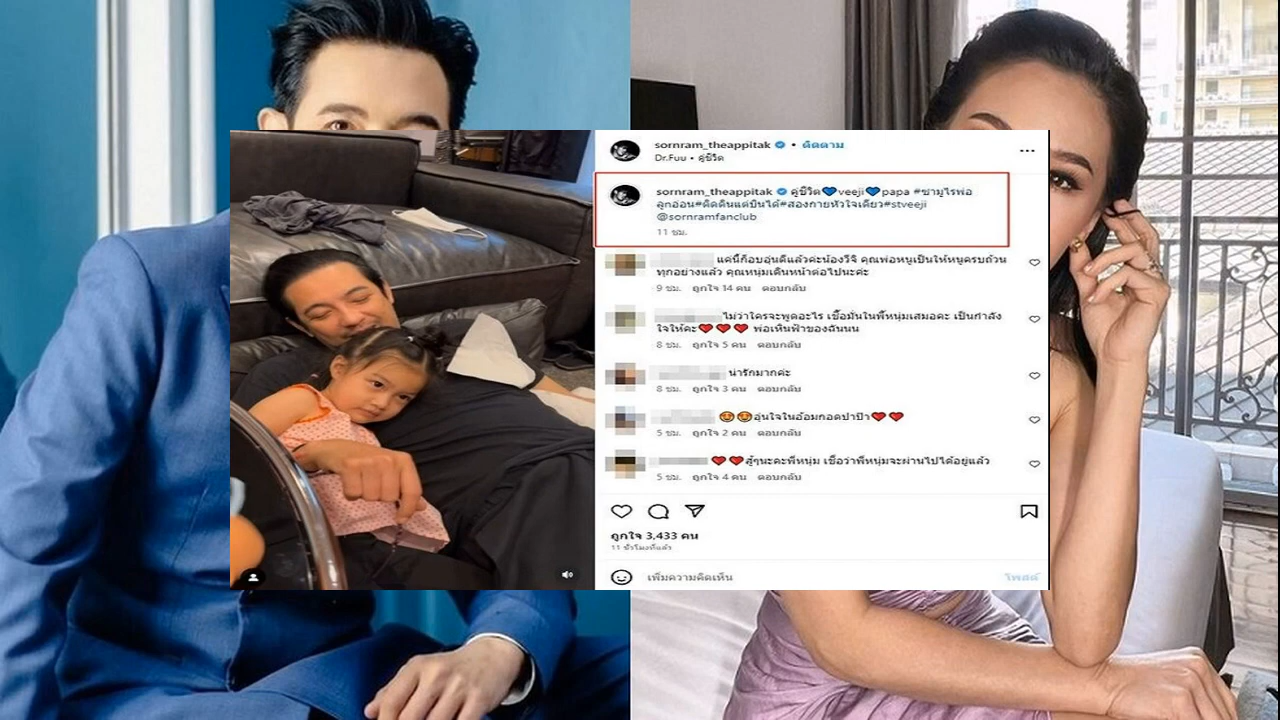 sornram_theappitak • ติดตาม
Dr.Fuu • คู่ชีวิต
sornram_theappitak คู่ชีวิต💙veeji💙papa #ซามูไรพ่อ
ลูกอ่อน#ติดดินแต่บินได้#สองกายหัวใจเดียว#stveeji
@sornramfanclub
11 ชม.
แค่นี้ก็อบอุ่นดีแล้วค่ะน้องวีจิ คุณพ่อหนูเป็นให้หนูครบถ้วน
ทุกอย่างแล้ว คุณหนุ่มเดินหน้าต่อไปนะคะ
9 ชม. ถูกใจ 14 คน ตอบกลับ
ไม่ว่าใครจะพูดอะไร เชื่อมั่นในพี่หนุ่มเสมอคะ เป็นกำลัง
ใจให้คะ❤️❤️❤️ พ่อเห็นฟ้าของฉันนน
8 ชม. ถูกใจ 5 คน ตอบกลับ
น่ารักมากค่ะ
8 ชม. ถูกใจ 3 คน ตอบกลับ
🥰🥰อุ่นใจในอ้อมกอดปาป๊า❤️❤️
5 ชม. ถูกใจ 2 คน ตอบกลับ
❤️❤️สู้ๆนะคะพี่หนุ่ม เชื่อว่าพี่หนุ่มจะผ่านไปได้อยู่แล้ว
5 ชม. ถูกใจ 4 คน ตอบกลับ
ถูกใจ 3,433 คน
11 ชั่วโมงที่แล้ว
เพิ่มความคิดเห็น
โพสต์